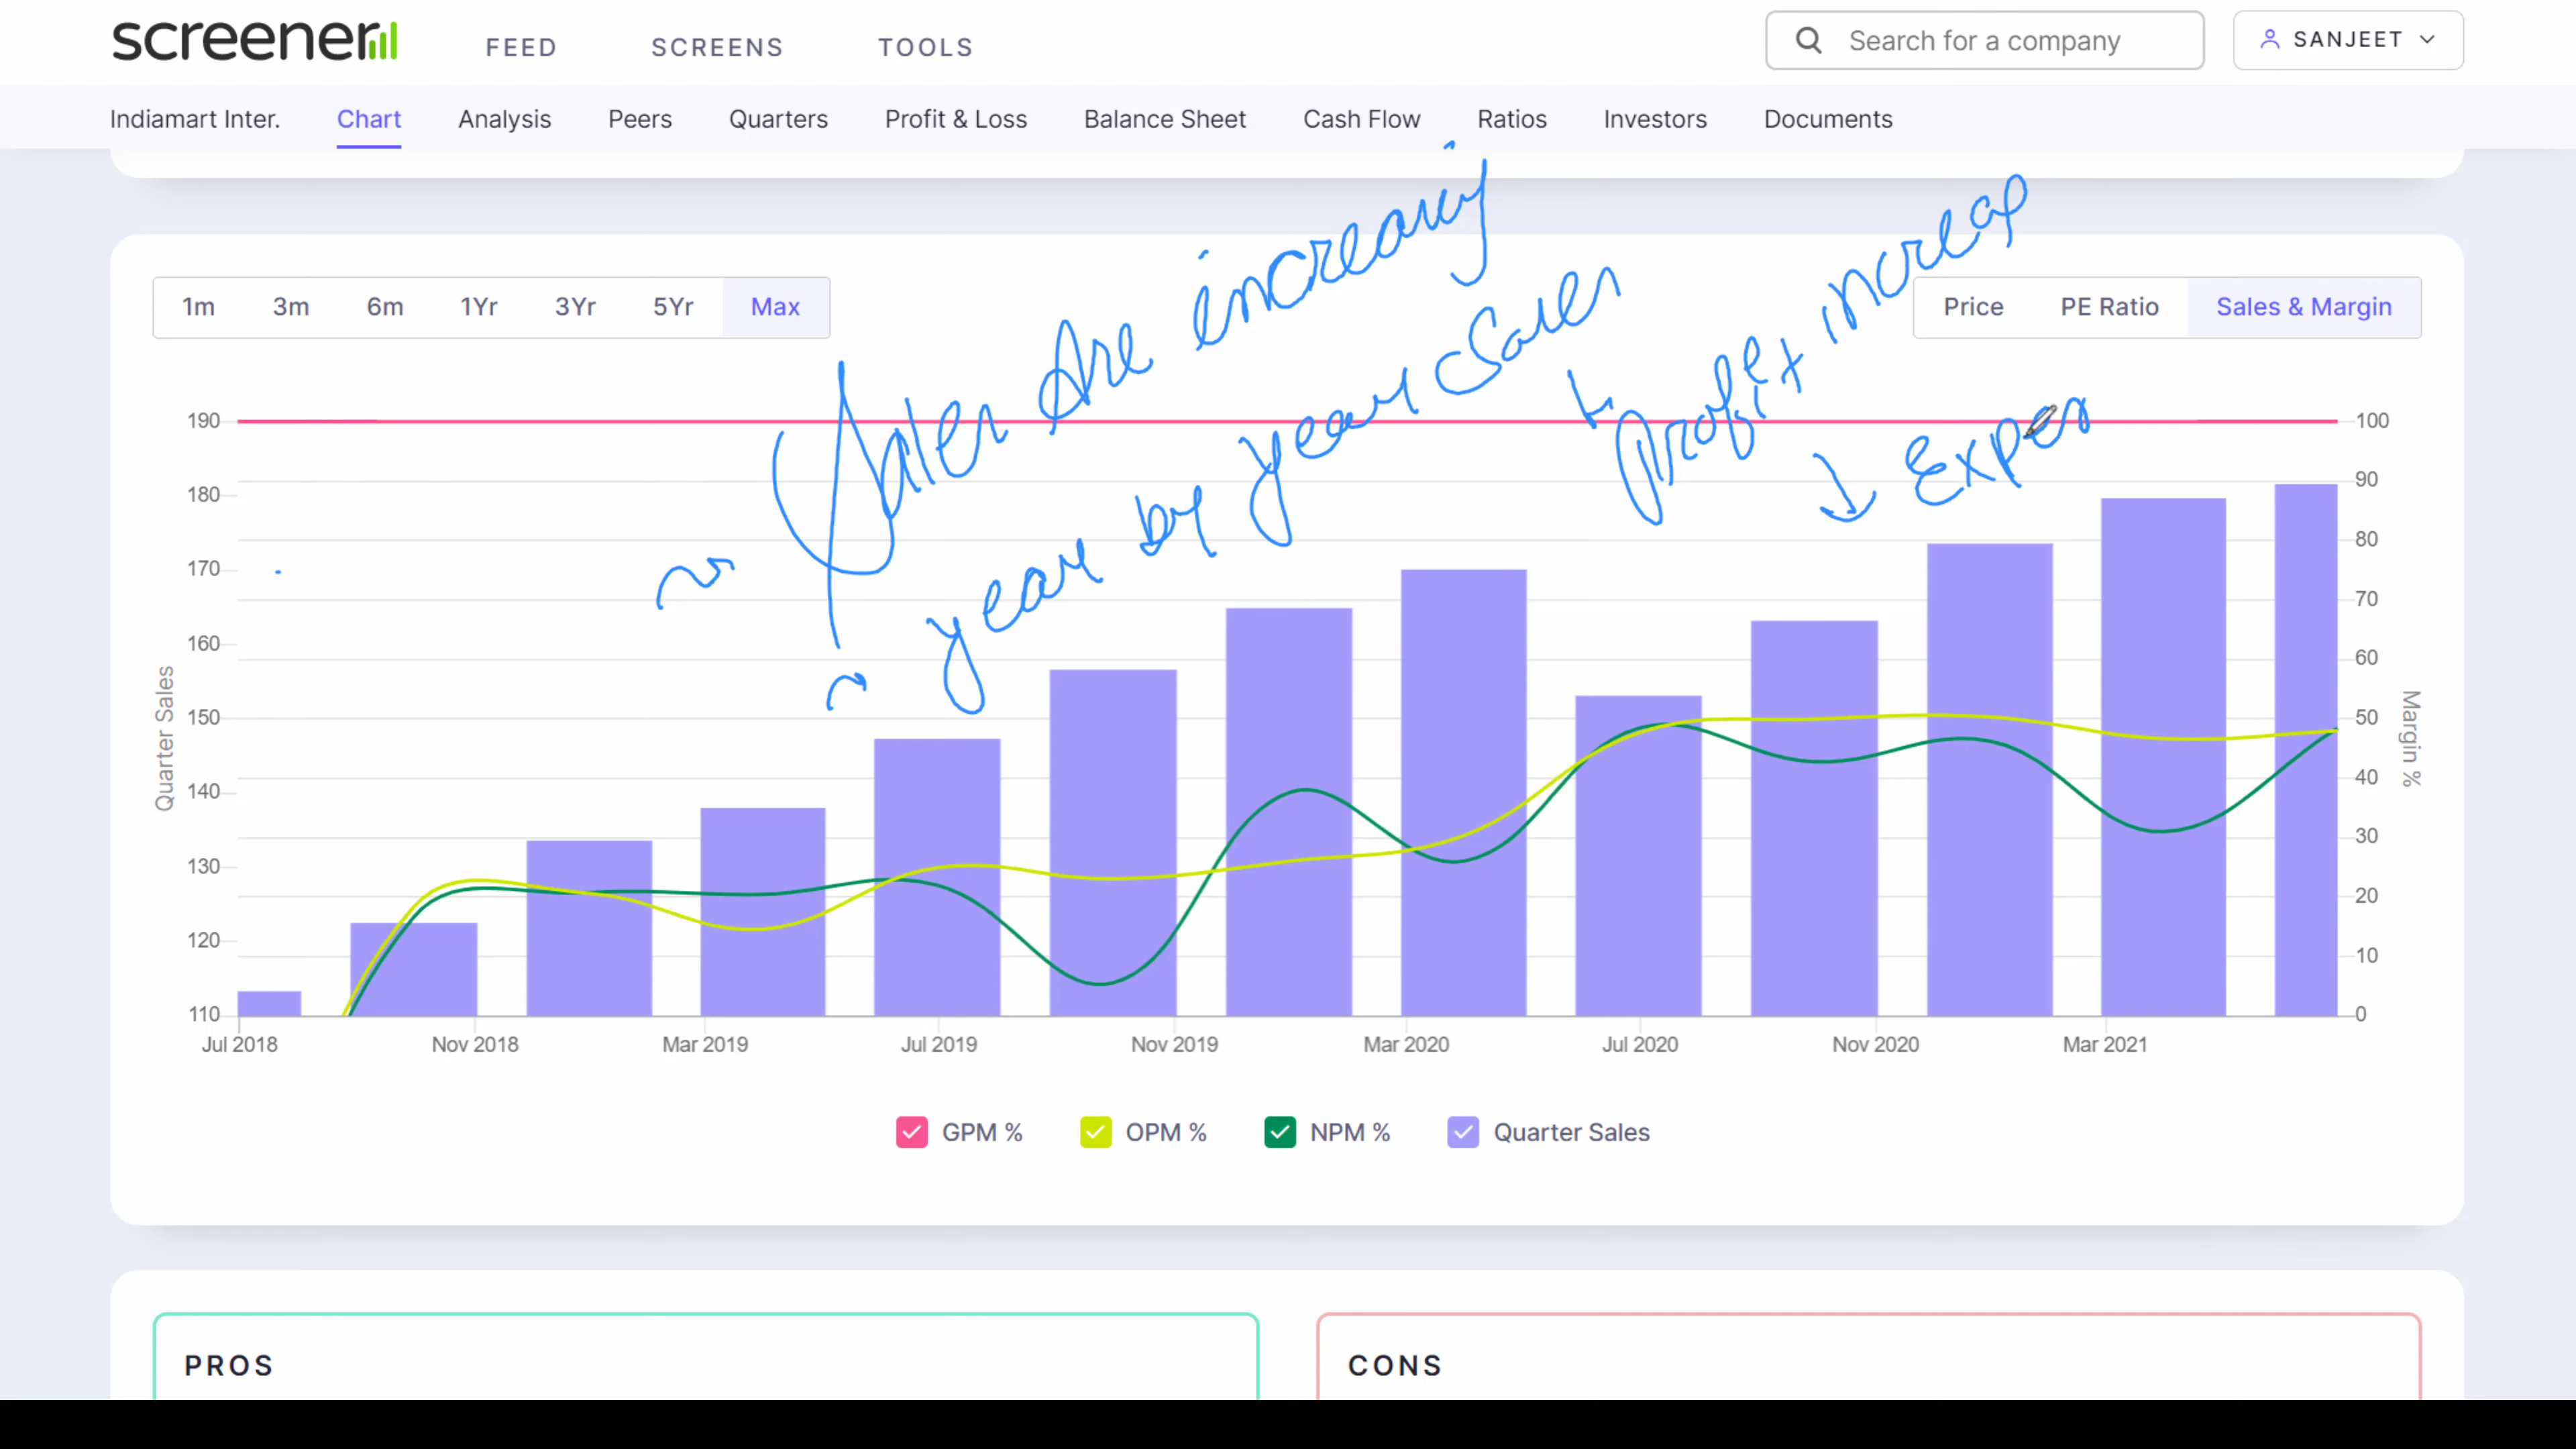 screener
FEED SCREENS TOOLS
Search for a company
SANJEET
Indiamart Inter. Chart Analysis Peers Quarters Profit & Loss Balance Sheet Cash Flow Ratios Investors Documents
1m 3m 6m 1Yr 3Yr 5Yr Max
Price PE Ratio Sales & Margin
Are
year by year Sales
profit
↓ Expen
190
180
170
160
150
140
130
120
110
Quarter Sales
100
90
80
70
60
50
40
30
20
10
0
Margin %
Jul 2018 Nov 2018 Mar 2019 Jul 2019 Nov 2019 Mar 2020 Jul 2020 Nov 2020 Mar 2021
GPM % OPM % NPM % Quarter Sales
PROS
CONS